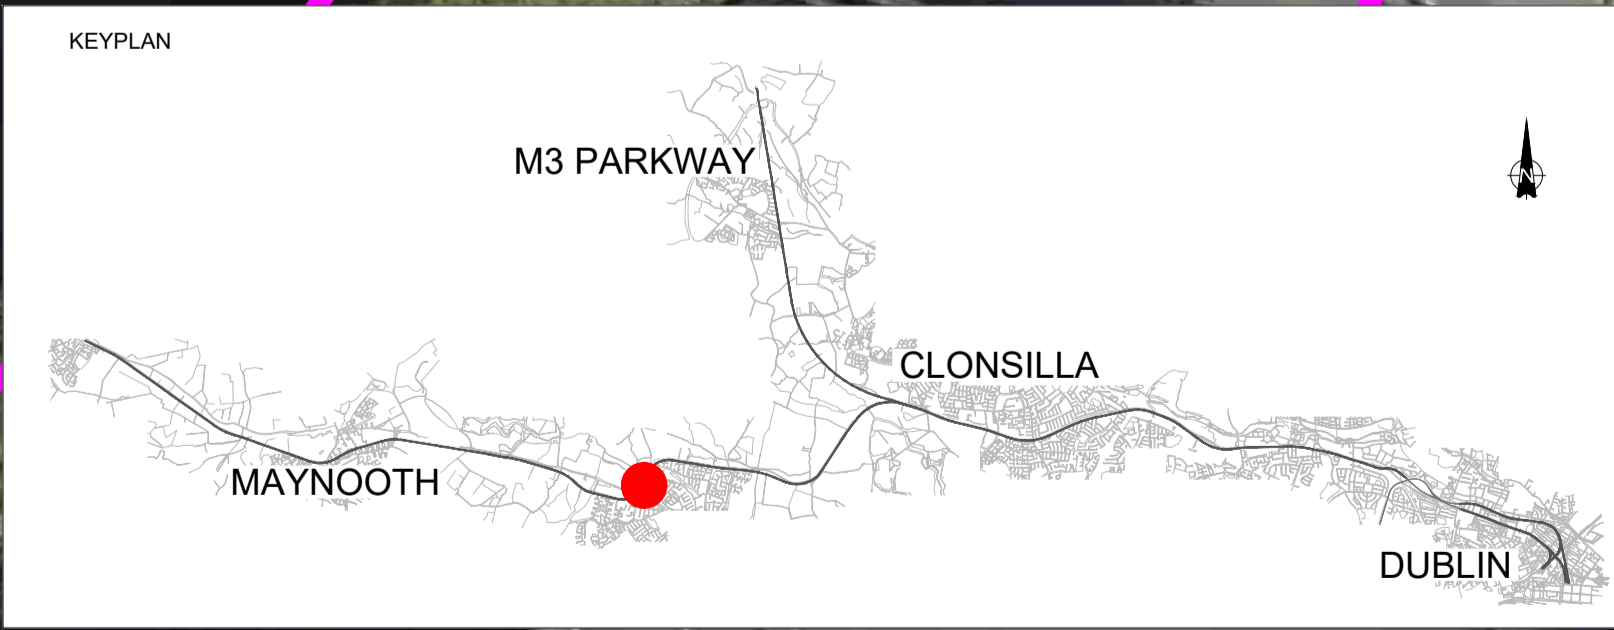 KEYPLAN
M3 PARKWAY
N
CLONSILLA
MAYNOOTH
DUBLIN